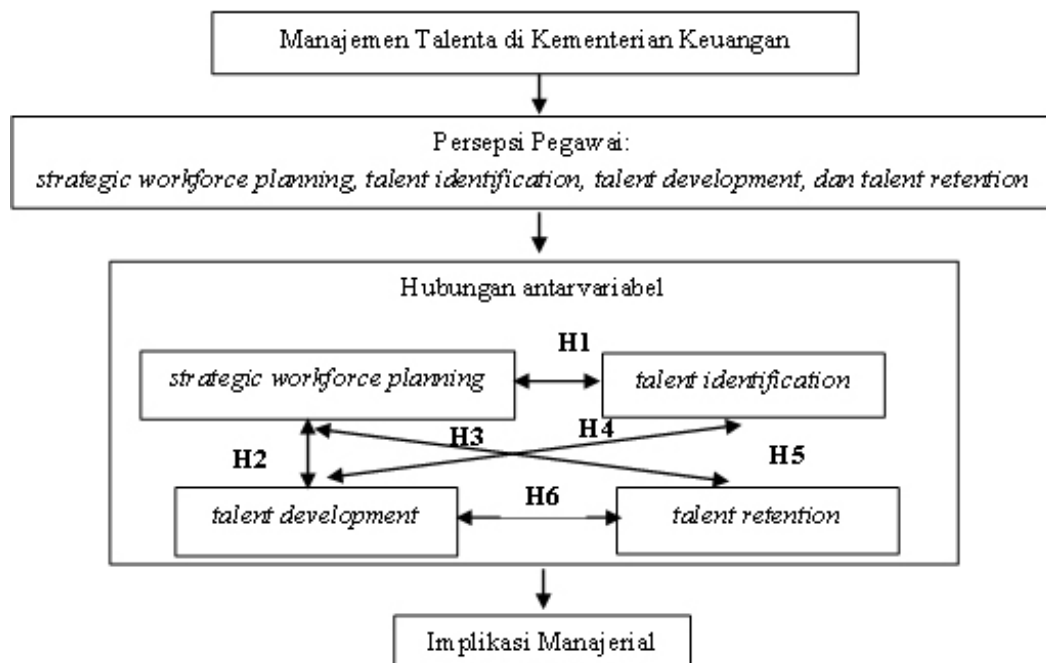 Manajemen Talenta di Kementerian Keuangan
Persepsi Pegawai:
strategic workforce planning, talent identification, talent development, dan talent retention
Hubungan antarvariabel
H1
strategic workforce planning
talent identification
H3
H4
H2
H5
talent development
H6
talent retention
Implikasi Manajerial